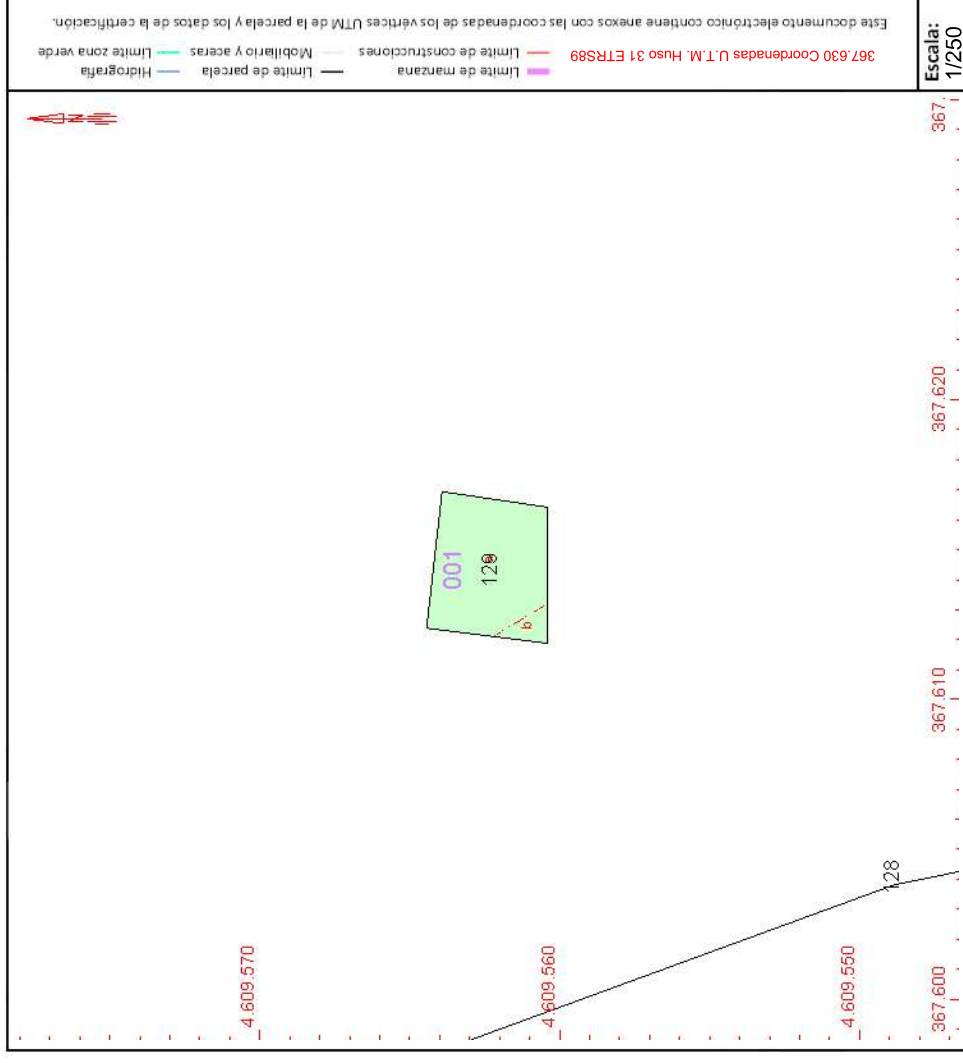 Este documento electrónico contiene anexos con las coordenadas de los vértices UTM de la parcela y los datos de la certificación.
367.630 Coordenadas U.T.M. Huso 31 ETRS89
Límite de manzana
Límite de parcela
Hidrografía
Límite de construcciones
Mobiliario y aceras
Límite zona verde
Escala:
1/250
001
129
a
b
128
4.609.570
4.609.560
4.609.550
367.600
367.610
367.620
367.